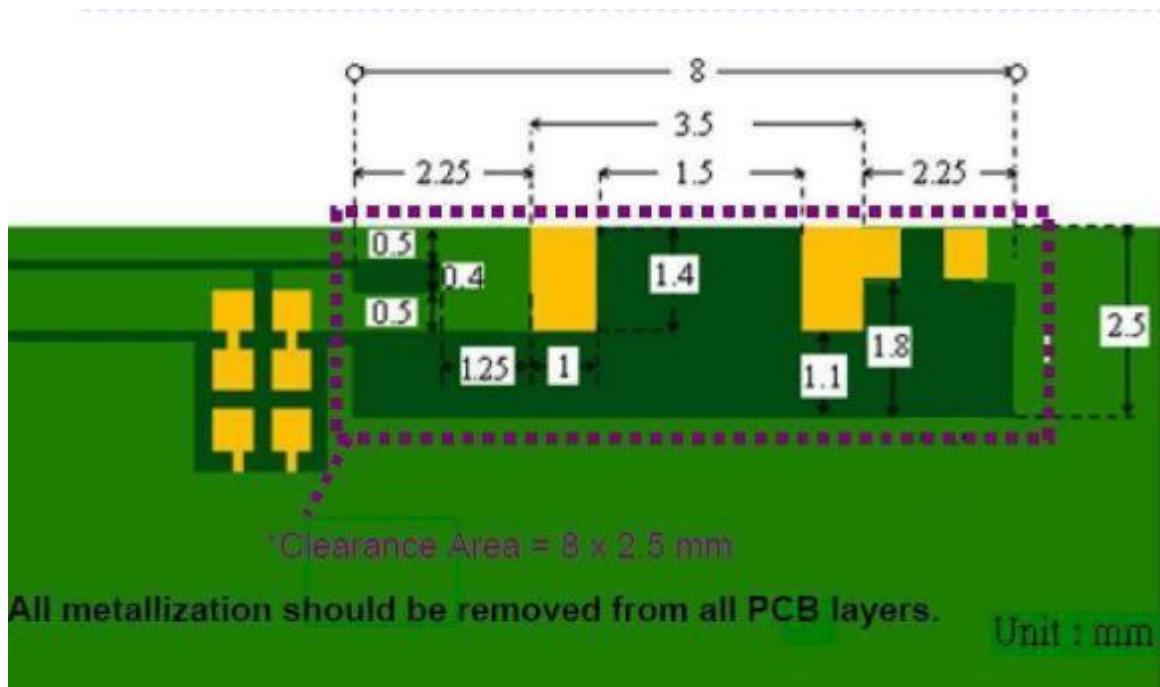 8
3.5
2.25 1.5 2.25
0.5
0.4 1.4
0.5 2.5
1.8
1.25 1 1.1
*Clearance Area = 8 x 2.5 mm
All metallization should be removed from all PCB layers.
Unit : mm